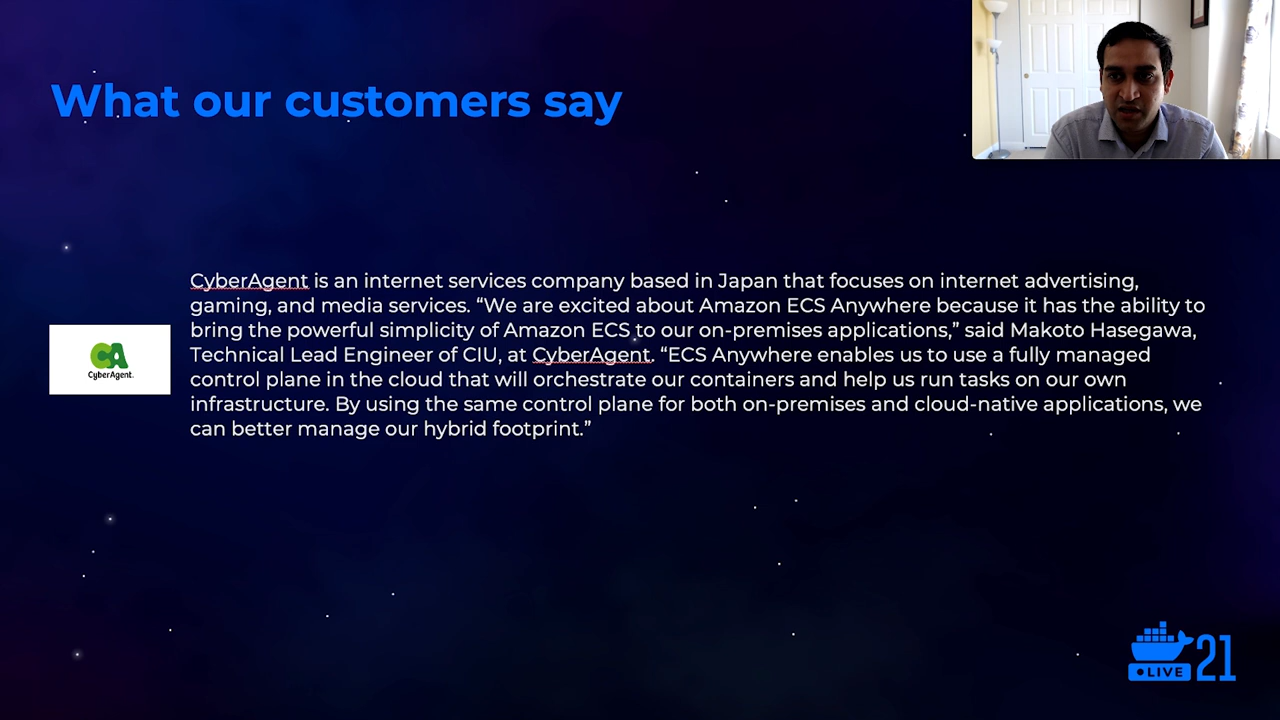 What our customers say
CyberAgent is an internet services company based in Japan that focuses on internet advertising,
gaming, and media services. “We are excited about Amazon ECS Anywhere because it has the ability to
bring the powerful simplicity of Amazon ECS to our on-premises applications,” said Makoto Hasegawa,
Technical Lead Engineer of CIU, at CyberAgent. “ECS Anywhere enables us to use a fully managed
control plane in the cloud that will orchestrate our containers and help us run tasks on our own
infrastructure. By using the same control plane for both on-premises and cloud-native applications, we
can better manage our hybrid footprint.”
CA
CyberAgent.
LIVE 21